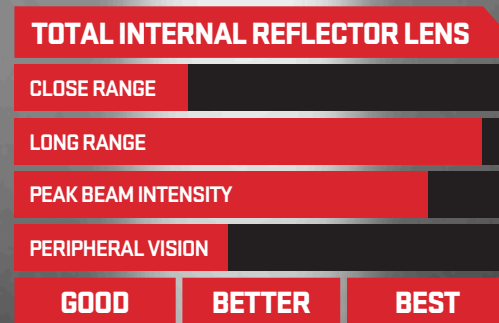 TOTAL INTERNAL REFLECTOR LENS
CLOSE RANGE
LONG RANGE
PEAK BEAM INTENSITY
PERIPHERAL VISION
GOOD BETTER BEST